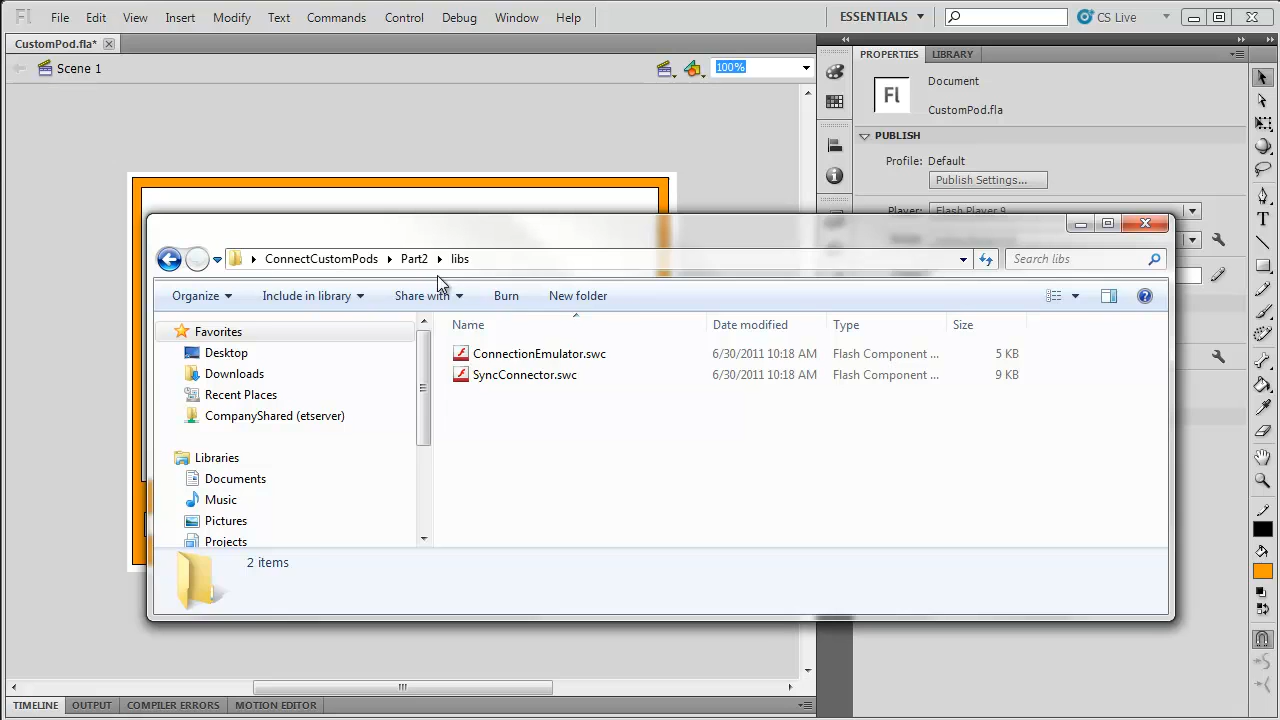 Fl File Edit View Insert Modify Text Commands Control Debug Window Help ESSENTIALS CS Live
CustomPod.fla* PROPERTIES LIBRARY
Scene 1 100%
Document
Fl
CustomPod.fla
PUBLISH
Profile: Default
Publish Settings...
Player: Flash Player 9
ConnectCustomPods Part2 libs Search libs
Organize Include in library Share with Burn New folder
Favorites Name Date modified Type Size
Desktop ConnectionEmulator.swc 6/30/2011 10:18 AM Flash Component ... 5 KB
Downloads SyncConnector.swc 6/30/2011 10:18 AM Flash Component ... 9 KB
Recent Places
CompanyShared (etserver)
Libraries
Documents
Music
Pictures
Projects
2 items
TIMELINE OUTPUT COMPILER ERRORS MOTION EDITOR